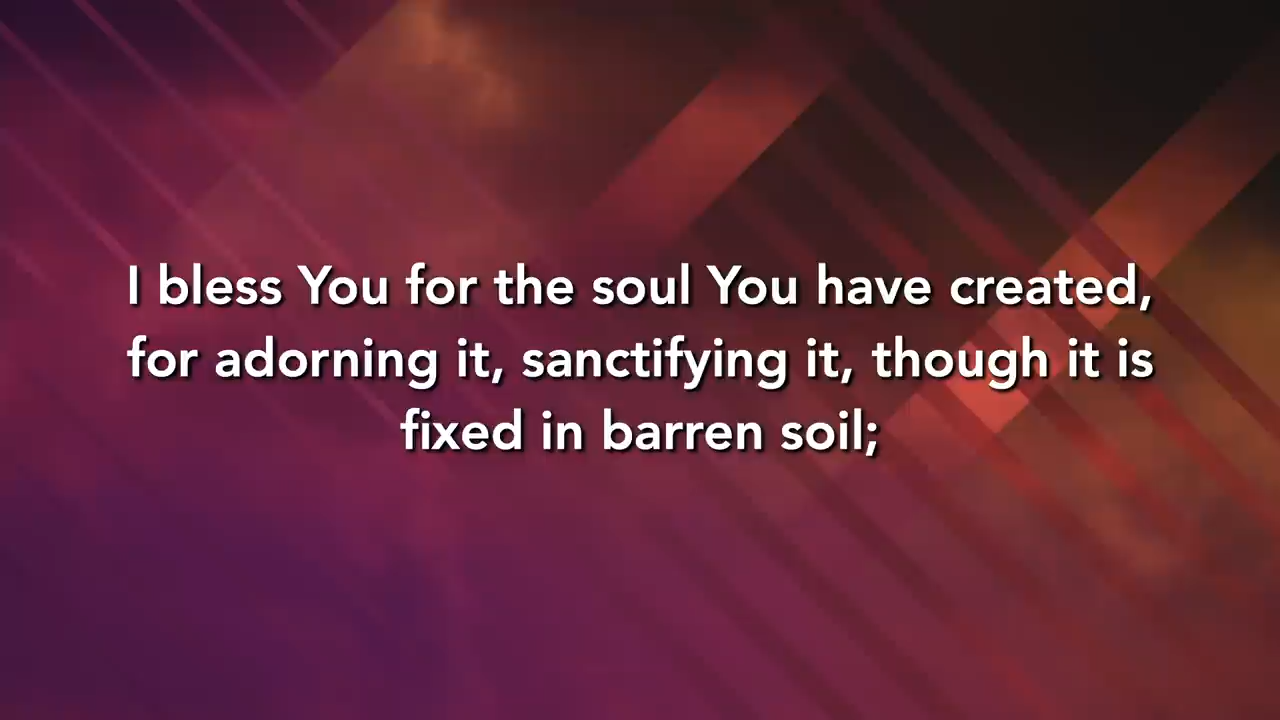 I bless You for the soul You have created,
for adorning it, sanctifying it, though it is
fixed in barren soil;